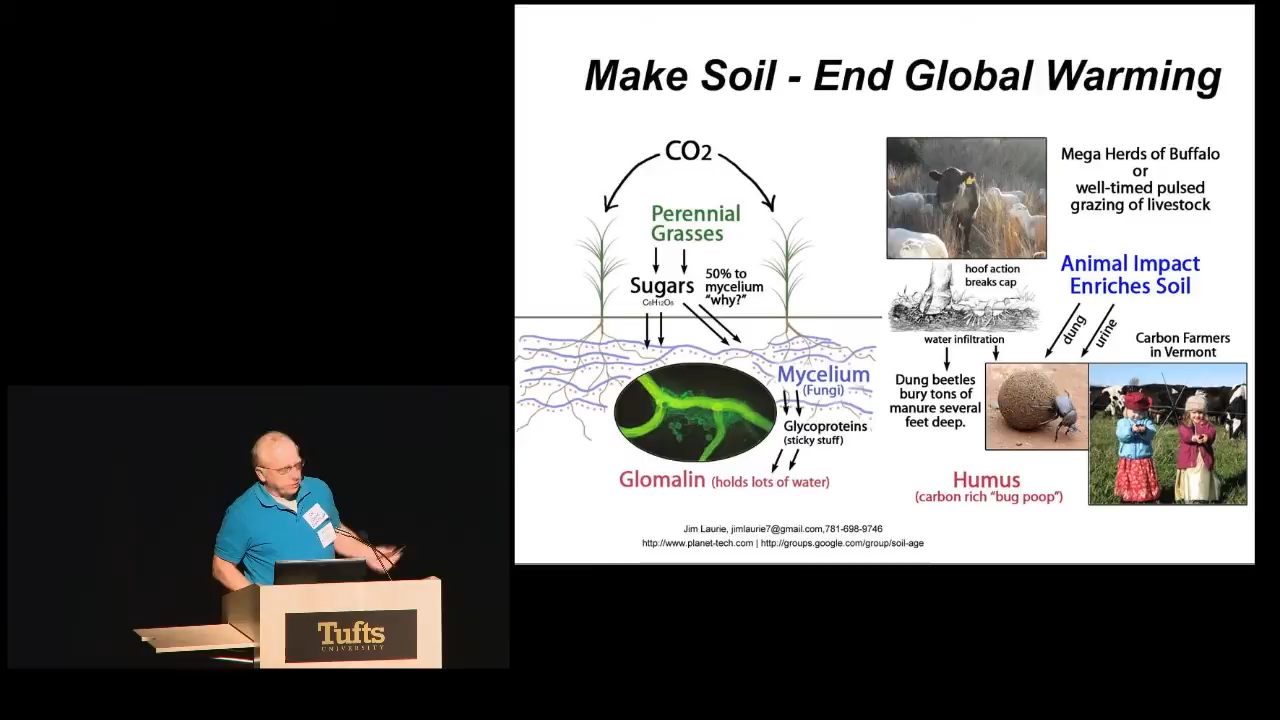 Make Soil - End Global Warming
CO2
Perennial
Grasses
Sugars
C6H12O6
50% to
mycelium
"why?"
Mycelium
(Fungi)
Glycoproteins
(sticky stuff)
Glomalin (holds lots of water)
Mega Herds of Buffalo
or
well-timed pulsed
grazing of livestock
hoof action
breaks cap
Animal Impact
Enriches Soil
dung
urine
water infiltration
Carbon Farmers
in Vermont
Dung beetles
bury tons of
manure several
feet deep.
Humus
(carbon rich "bug poop")
Jim Laurie, jimlaurie7@gmail.com,781-698-9746
http://www.planet-tech.com | http://groups.google.com/group/soil-age
Tufts
UNIVERSITY